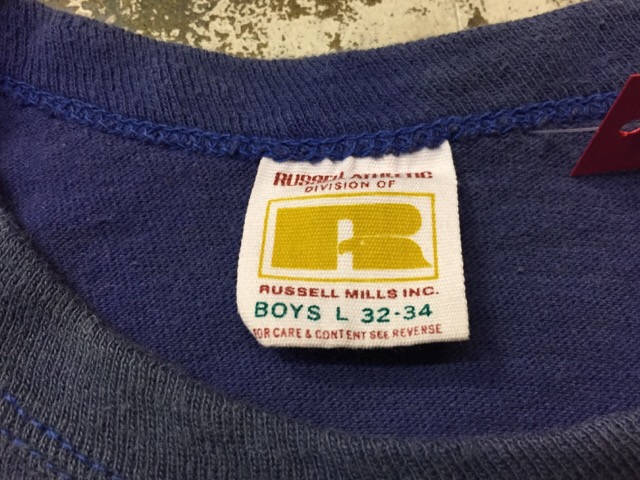 RUSSELL ATHLETIC
DIVISION OF
R
RUSSELL MILLS INC.
BOYS L 32-34
FOR CARE & CONTENT SEE REVERSE